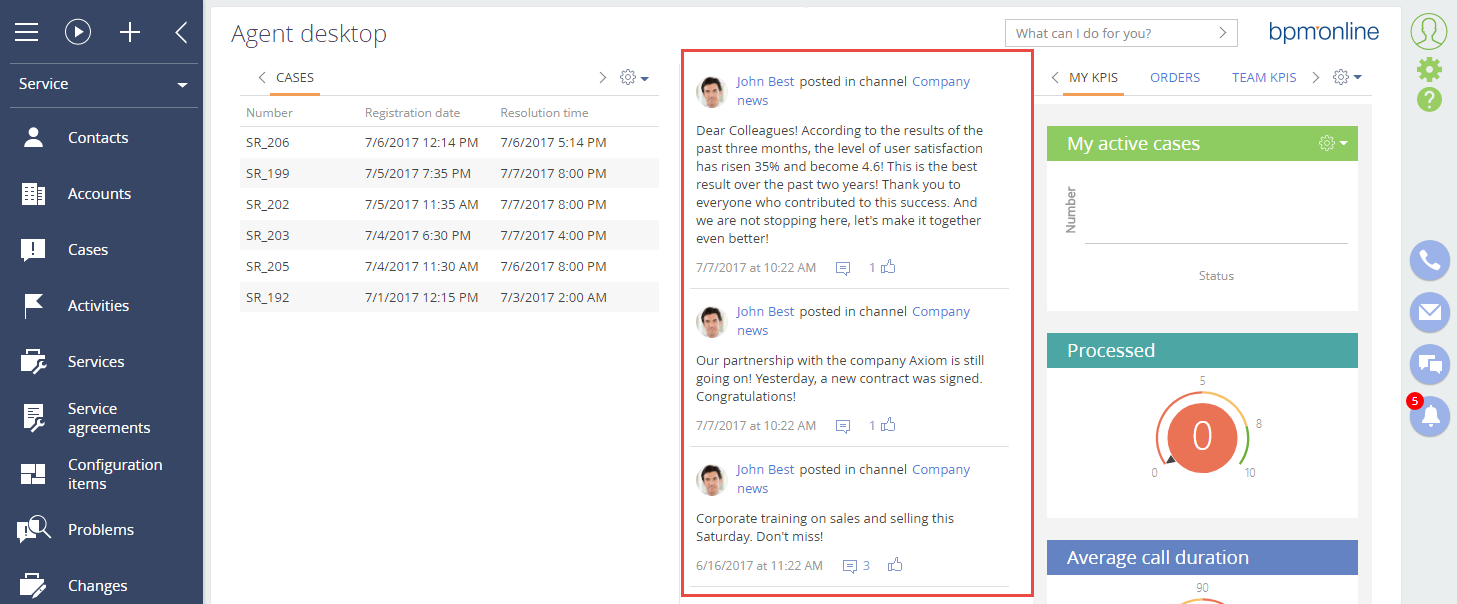 Agent desktop
What can I do for you?
bpm'online
Service
Contacts
Accounts
Cases
Activities
Services
Service
agreements
Configuration
items
Problems
Changes
CASES
Number Registration date Resolution time
SR_206 7/6/2017 12:14 PM 7/6/2017 5:14 PM
SR_199 7/5/2017 7:35 PM 7/7/2017 8:00 PM
SR_202 7/5/2017 11:35 AM 7/7/2017 8:00 PM
SR_203 7/4/2017 6:30 PM 7/7/2017 4:00 PM
SR_205 7/4/2017 11:30 AM 7/6/2017 8:00 PM
SR_192 7/1/2017 12:15 PM 7/3/2017 2:00 AM
John Best posted in channel Company
news
Dear Colleagues! According to the results of the
past three months, the level of user satisfaction
has risen 35% and become 4.6! This is the best
result over the past two years! Thank you to
everyone who contributed to this success. And
we are not stopping here, let's make it together
even better!
7/7/2017 at 10:22 AM 1
John Best posted in channel Company
news
Our partnership with the company Axiom is still
going on! Yesterday, a new contract was signed.
Congratulations!
7/7/2017 at 10:22 AM 1
John Best posted in channel Company
news
Corporate training on sales and selling this
Saturday. Don't miss!
6/16/2017 at 11:22 AM 3
MY KPIS ORDERS TEAM KPIS
My active cases
Number
Status
Processed
5
8
0
0 10
Average call duration
90
?
5